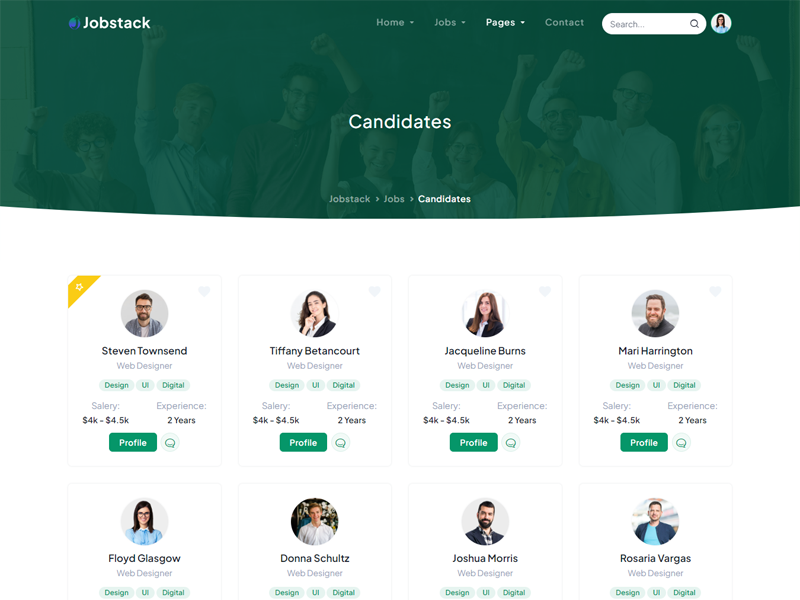 Jobstack Home Jobs Pages Contact Search...
Candidates
Jobstack > Jobs > Candidates
Steven Townsend Tiffany Betancourt Jacqueline Burns Mari Harrington
Web Designer Web Designer Web Designer Web Designer
Design UI Digital Design UI Digital Design UI Digital Design UI Digital
Salery: Experience: Salery: Experience: Salery: Experience: Salery: Experience:
$4k - $4.5k 2 Years $4k - $4.5k 2 Years $4k - $4.5k 2 Years $4k - $4.5k 2 Years
Profile Profile Profile Profile
Floyd Glasgow Donna Schultz Joshua Morris Rosaria Vargas
Web Designer Web Designer Web Designer Web Designer
Design UI Digital Design UI Digital Design UI Digital Design UI Digital